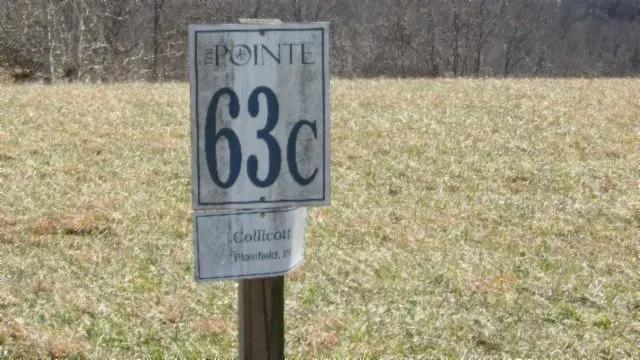 THE POINTE
63C
Collicott
Plainfield, IN